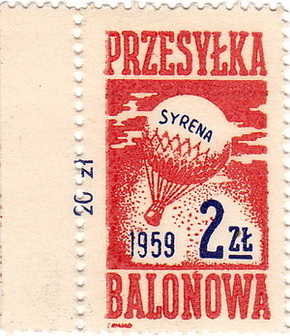 PRZESYŁKA
SYRENA
20 zł
1959
2 ZŁ
BALONOWA